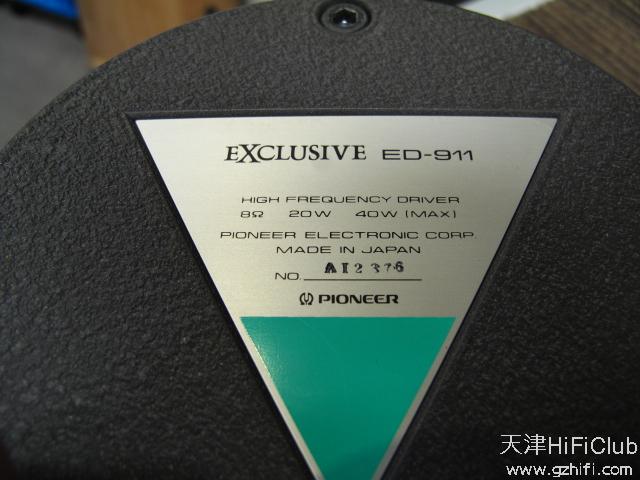 EXCLUSIVE ED-911
HIGH FREQUENCY DRIVER
8Ω 20W 40W (MAX)
PIONEER ELECTRONIC CORP.
MADE IN JAPAN
NO. AI2376
PIONEER
天津HiFiClub
www.gzhifi.com